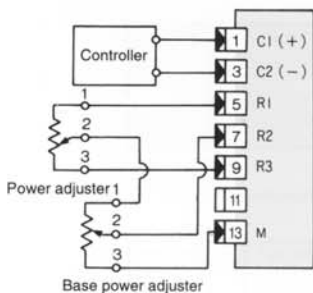 Controller
1 C1 (+)
3 C2 (−)
1
5 R1
2
7 R2
3
9 R3
Power adjuster
1
11
2
13 M
3
Base power adjuster